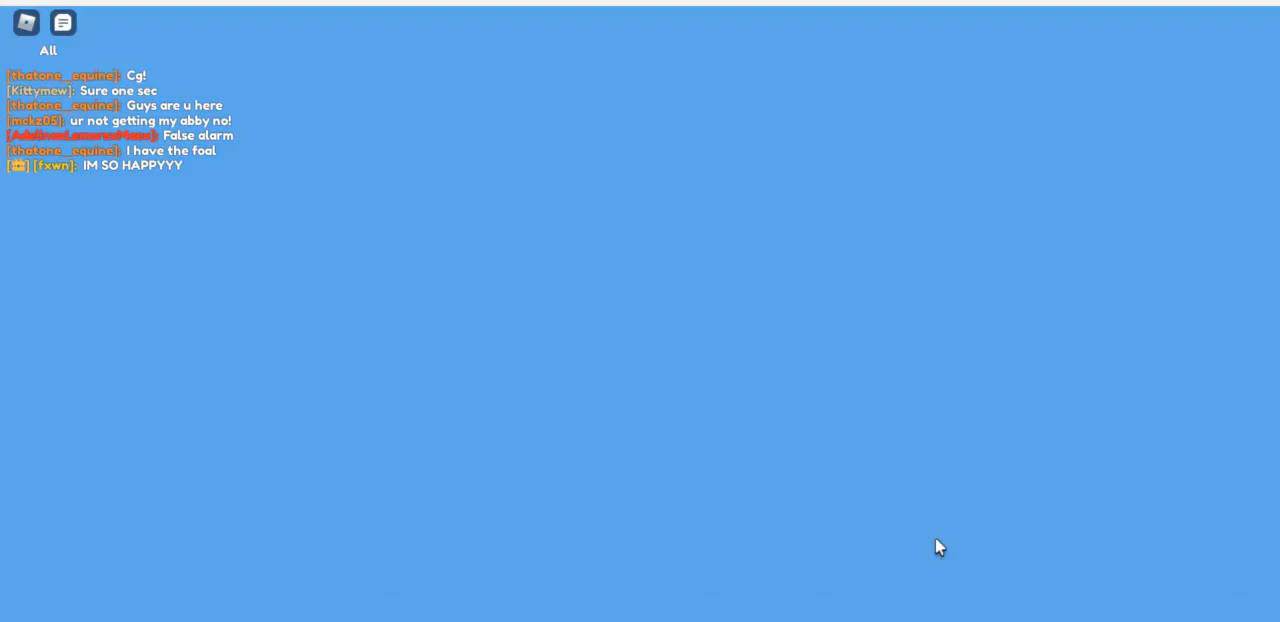 All
[thatone_equine]: Cg!
[Kittymew]: Sure one sec
[thatone_equine]: Guys are u here
[mckz05]: ur not getting my abby no!
False alarm
[thatone_equine]: I have the foal
[fxwn]: IM SO HAPPYYY